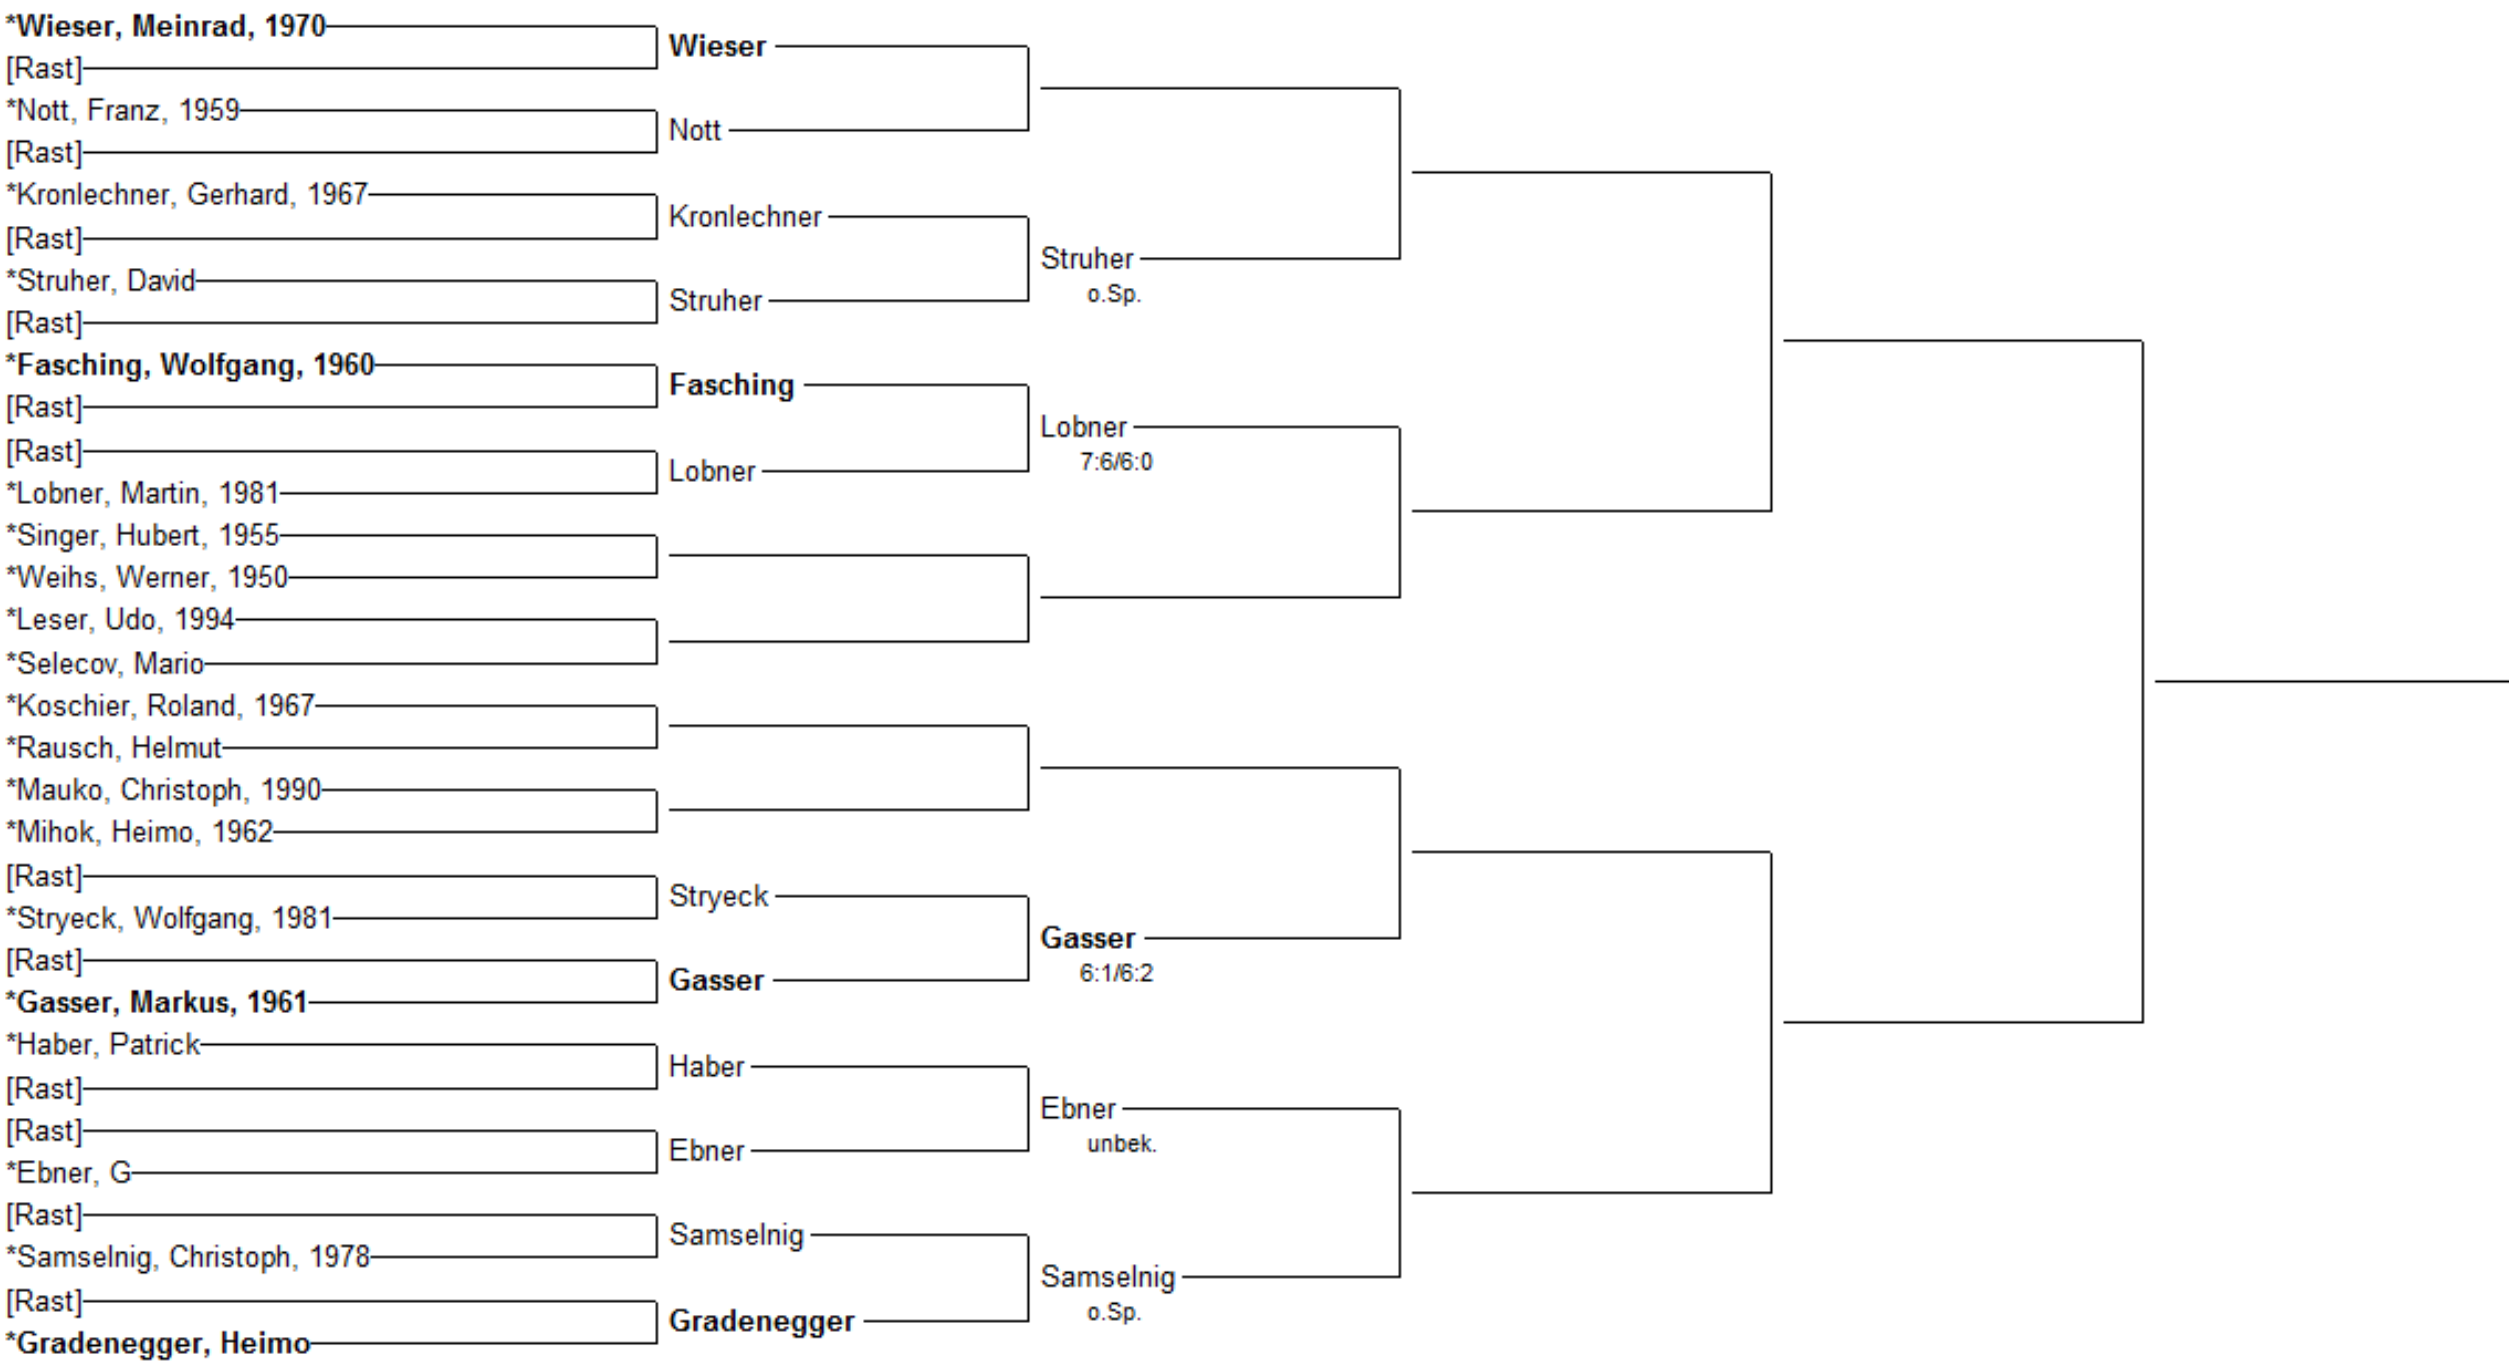 *Wieser, Meinrad, 1970
[Rast]
*Nott, Franz, 1959
[Rast]
*Kronlechner, Gerhard, 1967
[Rast]
*Struher, David
[Rast]
*Fasching, Wolfgang, 1960
[Rast]
[Rast]
*Lobner, Martin, 1981
*Singer, Hubert, 1955
*Weihs, Werner, 1950
*Leser, Udo, 1994
*Selecov, Mario
*Koschier, Roland, 1967
*Rausch, Helmut
*Mauko, Christoph, 1990
*Mihok, Heimo, 1962
[Rast]
*Stryeck, Wolfgang, 1981
[Rast]
*Gasser, Markus, 1961
*Haber, Patrick
[Rast]
[Rast]
*Ebner, G
[Rast]
*Samselnig, Christoph, 1978
[Rast]
*Gradenegger, Heimo
Wieser
Nott
Kronlechner
Struher
Fasching
Lobner
Stryeck
Gasser
Haber
Ebner
Samselnig
Gradenegger
Struher
o.Sp.
Lobner
7:6/6:0
Gasser
6:1/6:2
Ebner
unbek.
Samselnig
o.Sp.